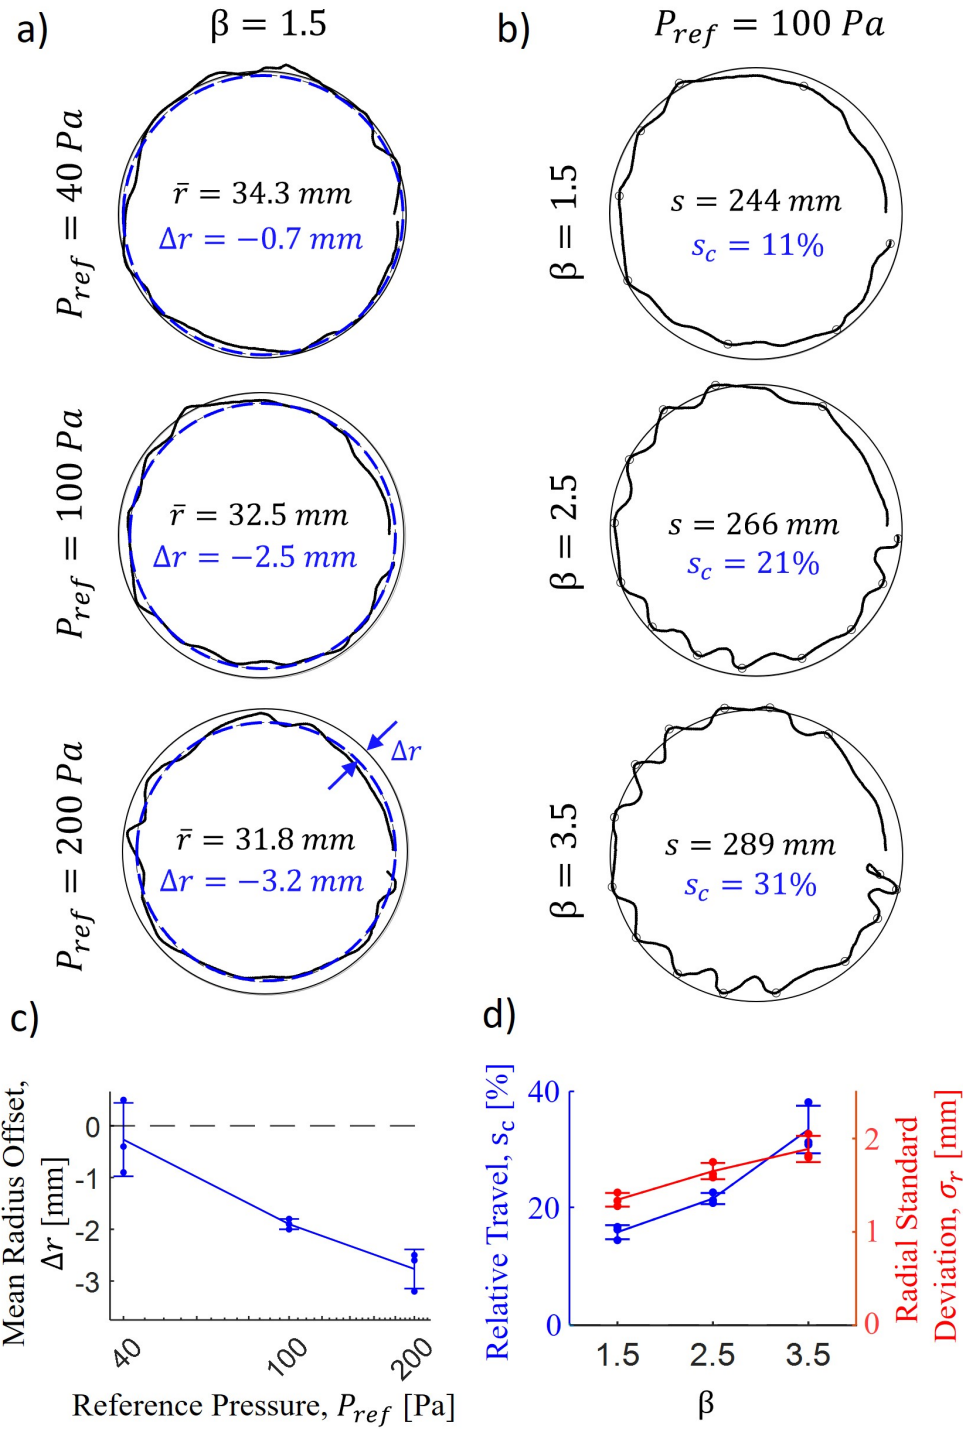 a)
β = 1.5
P_ref = 40 Pa
r̄ = 34.3 mm
Δr = −0.7 mm
P_ref = 100 Pa
r̄ = 32.5 mm
Δr = −2.5 mm
P_ref = 200 Pa
Δr
r̄ = 31.8 mm
Δr = −3.2 mm
b)
P_ref = 100 Pa
β = 1.5
s = 244 mm
s_c = 11%
β = 2.5
s = 266 mm
s_c = 21%
β = 3.5
s = 289 mm
s_c = 31%
c)
Mean Radius Offset,
Δr [mm]
0
-1
-2
-3
40
100
200
Reference Pressure, P_ref [Pa]
d)
Relative Travel, s_c [%]
40
20
0
2
1
0
Radial Standard
Deviation, σ_r [mm]
1.5
2.5
3.5
β